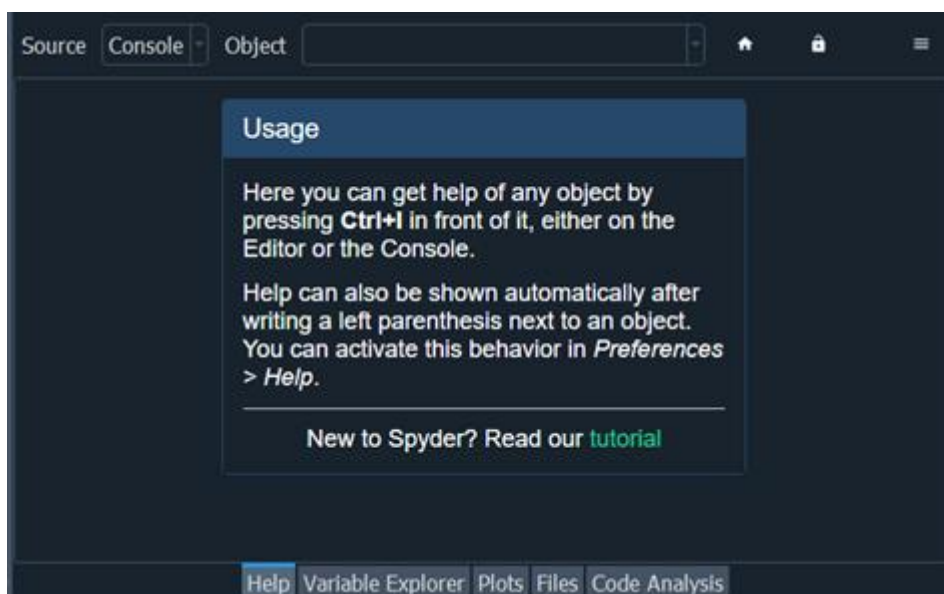 Source Console Object
Usage
Here you can get help of any object by
pressing Ctrl+I in front of it, either on the
Editor or the Console.
Help can also be shown automatically after
writing a left parenthesis next to an object.
You can activate this behavior in Preferences
> Help.
New to Spyder? Read our tutorial
Help Variable Explorer Plots Files Code Analysis